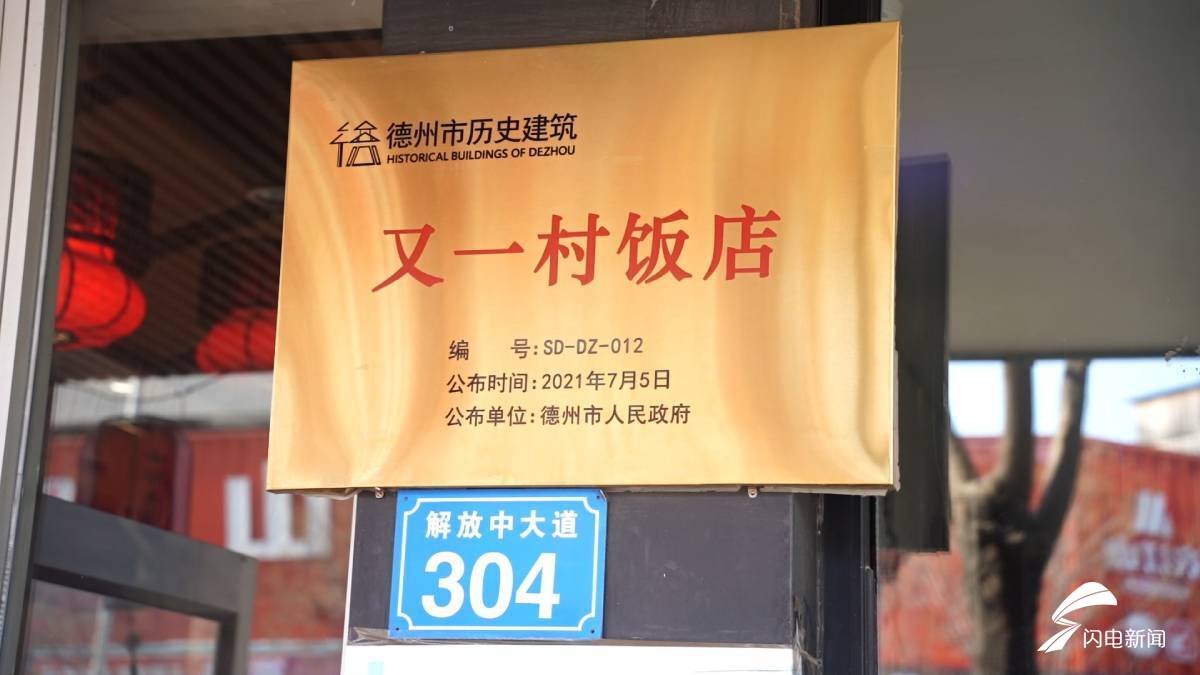 德州市历史建筑
HISTORICAL BUILDINGS OF DEZHOU
又一村饭店
编 号:SD-DZ-012
公布时间:2021年7月5日
公布单位:德州市人民政府
解放中大道
304
闪电新闻